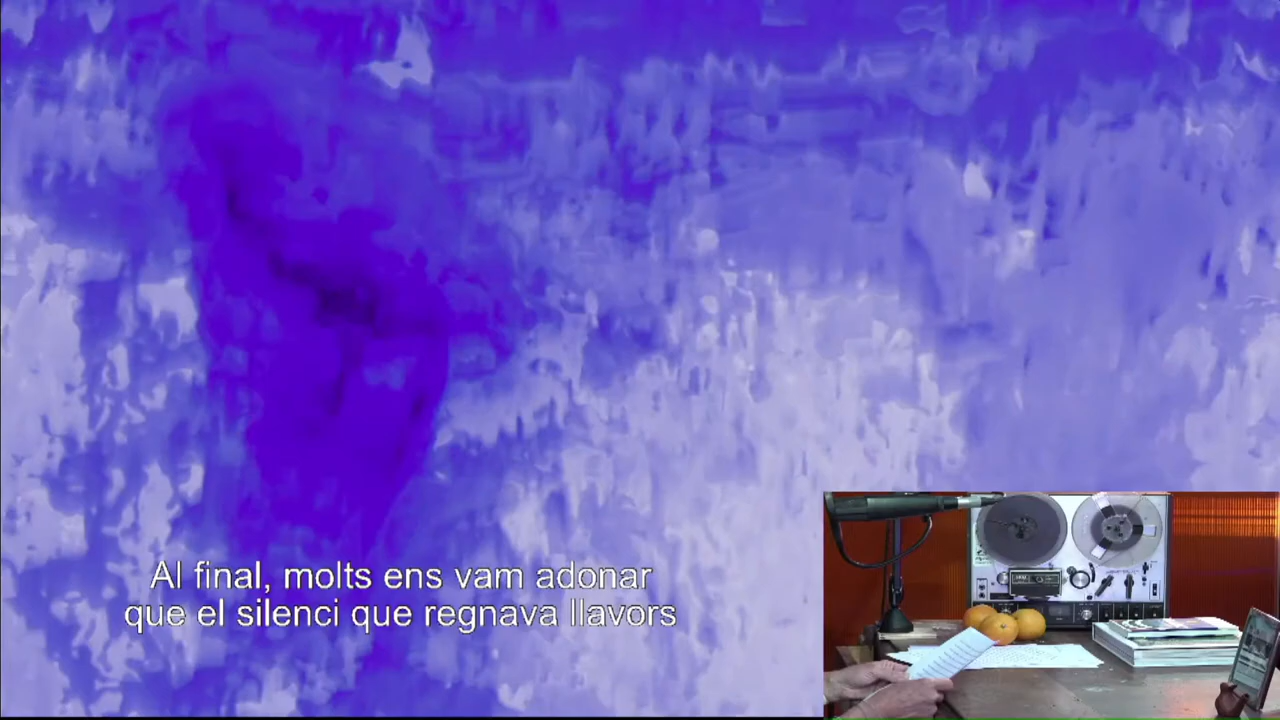 Al final, molts ens vam adonar
que el silenci que regnava llavors